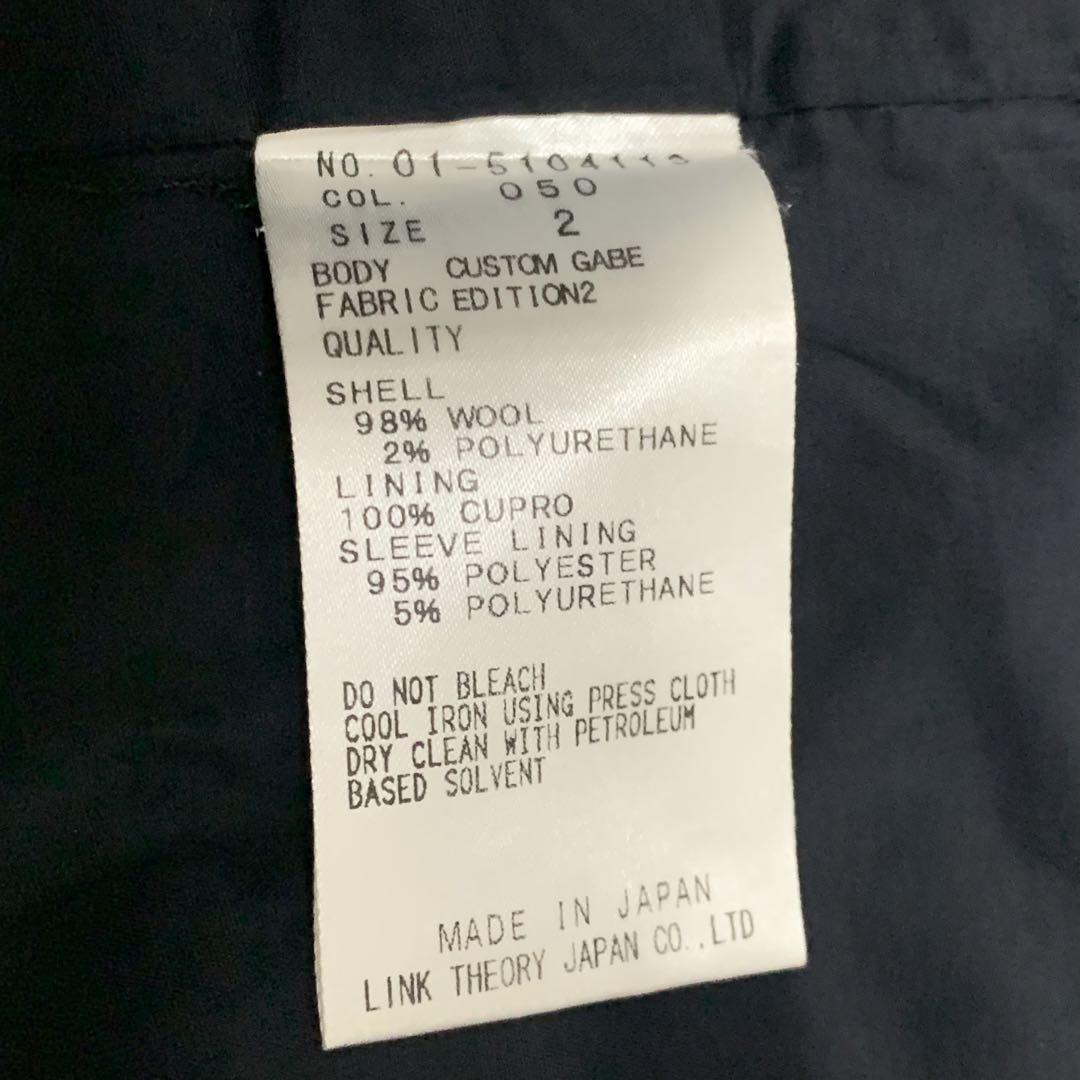 NO. 01-
COL. 050
SIZE 2
BODY CUSTOM GABE
FABRIC EDITION2
QUALITY
SHELL
98% WOOL
2% POLYURETHANE
LINING
100% CUPRO
SLEEVE LINING
95% POLYESTER
5% POLYURETHANE
DO NOT BLEACH
COOL IRON USING PRESS CLOTH
DRY CLEAN WITH PETROLEUM
BASED SOLVENT
MADE IN JAPAN
LINK THEORY JAPAN CO.,LTD